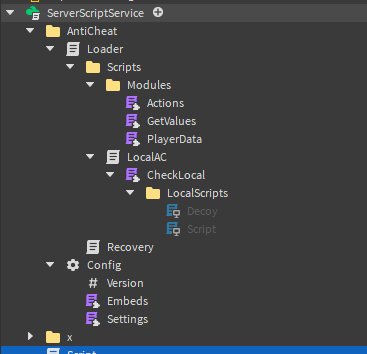 ServerScriptService
AntiCheat
Loader
Scripts
Modules
Actions
GetValues
PlayerData
LocalAC
CheckLocal
LocalScripts
Decoy
Script
Recovery
Config
# Version
Embeds
Settings
x
Script